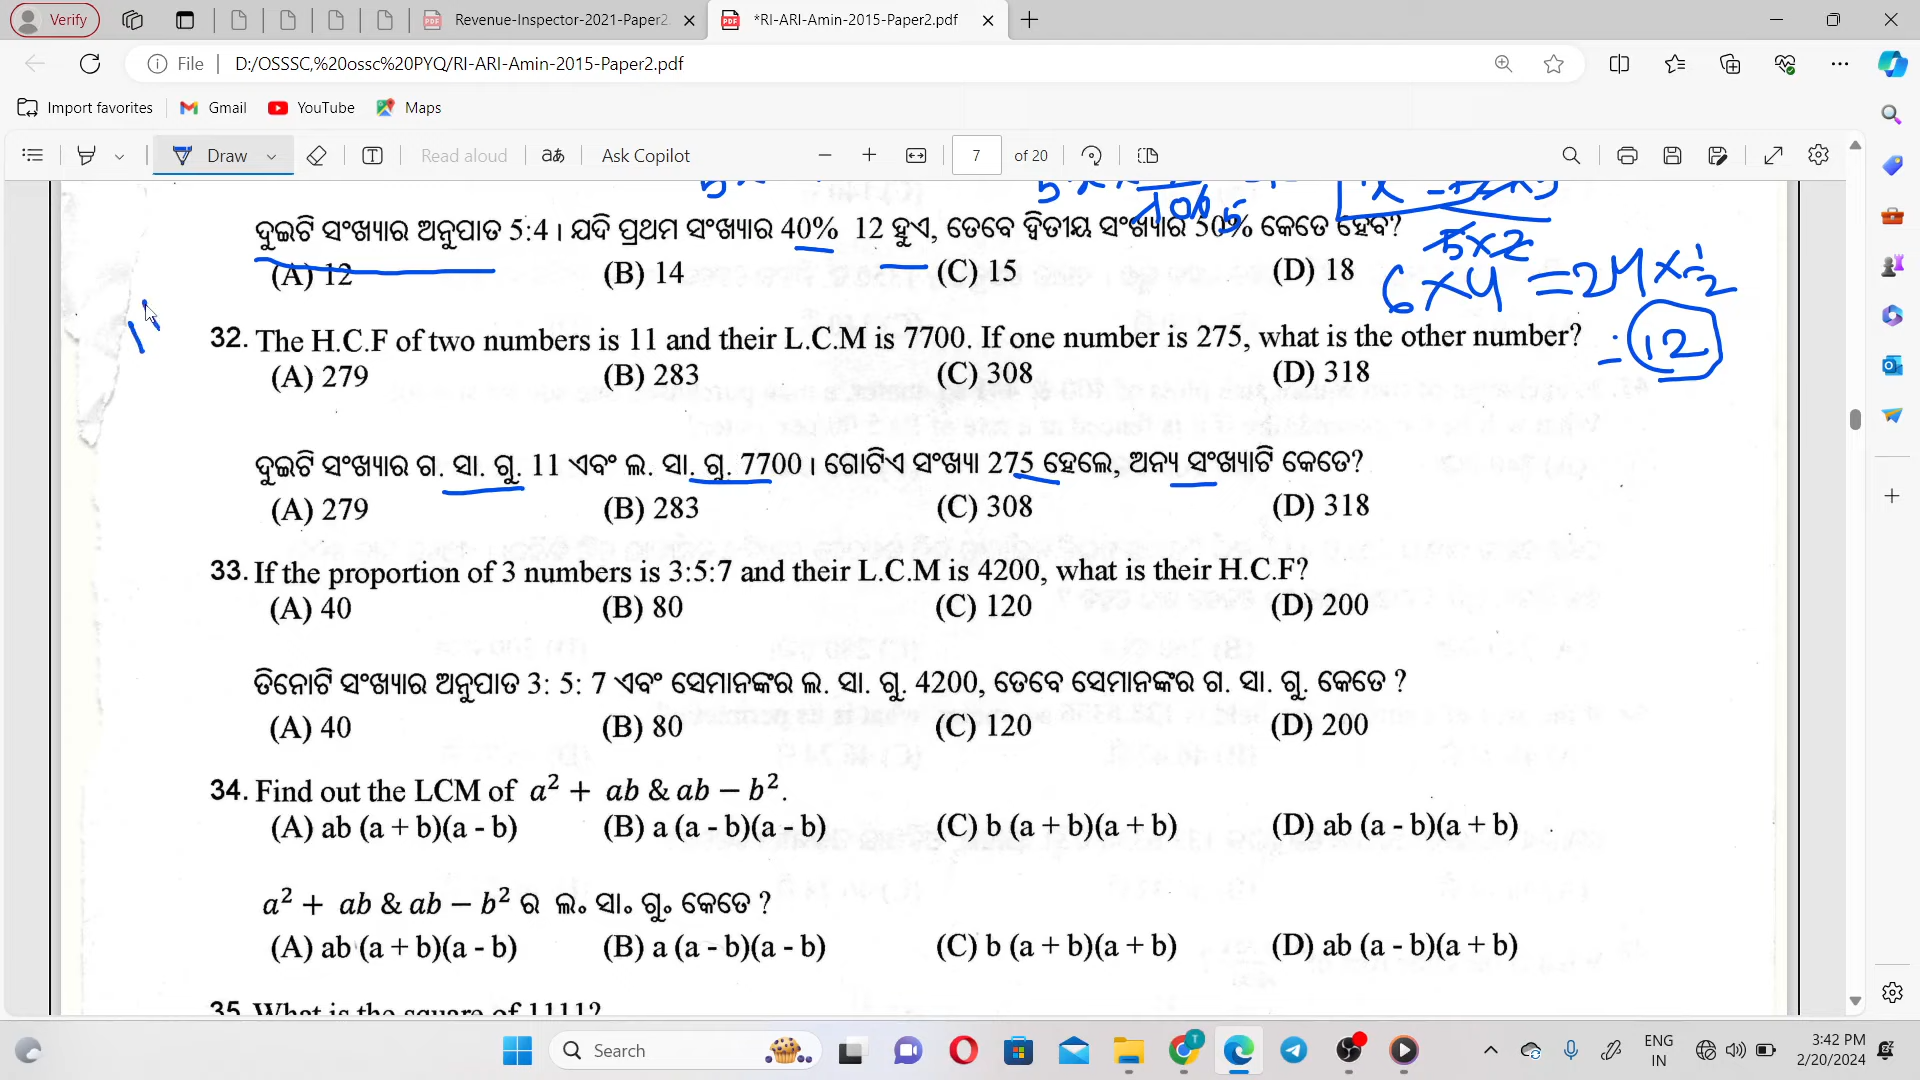 Verify
Revenue-Inspector-2021-Paper2
*RI-ARI-Amin-2015-Paper2.pdf
File
D:/OSSSC,%20ossc%20PYQ/RI-ARI-Amin-2015-Paper2.pdf
Import favorites
Gmail
YouTube
Maps
Draw
Read aloud
Ask Copilot
7 of 20
ଦୁଇଟି ସଂଖ୍ୟାର ଅନୁପାତ 5:4। ଯଦି ପ୍ରଥମ ସଂଖ୍ୟାର 40% 12 ହୁଏ, ତେବେ ଦ୍ୱିତୀୟ ସଂଖ୍ୟାର 50% କେତେ ହେବ?
(A) 12 (B) 14 (C) 15 (D) 18
6 x 4 = 24 x 1/2
= 12
32. The H.C.F of two numbers is 11 and their L.C.M is 7700. If one number is 275, what is the other number?
(A) 279 (B) 283 (C) 308 (D) 318
ଦୁଇଟି ସଂଖ୍ୟାର ଗ. ସା. ଗୁ. 11 ଏବଂ ଲ. ସା. ଗୁ. 7700। ଗୋଟିଏ ସଂଖ୍ୟା 275 ହେଲେ, ଅନ୍ୟ ସଂଖ୍ୟାଟି କେତେ?
(A) 279 (B) 283 (C) 308 (D) 318
33. If the proportion of 3 numbers is 3:5:7 and their L.C.M is 4200, what is their H.C.F?
(A) 40 (B) 80 (C) 120 (D) 200
ତିନୋଟି ସଂଖ୍ୟାର ଅନୁପାତ 3: 5: 7 ଏବଂ ସେମାନଙ୍କର ଲ. ସା. ଗୁ. 4200, ତେବେ ସେମାନଙ୍କର ଗ. ସା. ଗୁ. କେତେ ?
(A) 40 (B) 80 (C) 120 (D) 200
34. Find out the LCM of a² + ab & ab − b².
(A) ab (a + b)(a - b) (B) a (a - b)(a - b) (C) b (a + b)(a + b) (D) ab (a - b)(a + b)
a² + ab & ab − b² ର ଲ॰ ସା॰ ଗୁ॰ କେତେ ?
(A) ab (a + b)(a - b) (B) a (a - b)(a - b) (C) b (a + b)(a + b) (D) ab (a - b)(a + b)
35. What is the square of 1111?
Search
ENG
IN
3:42 PM
2/20/2024